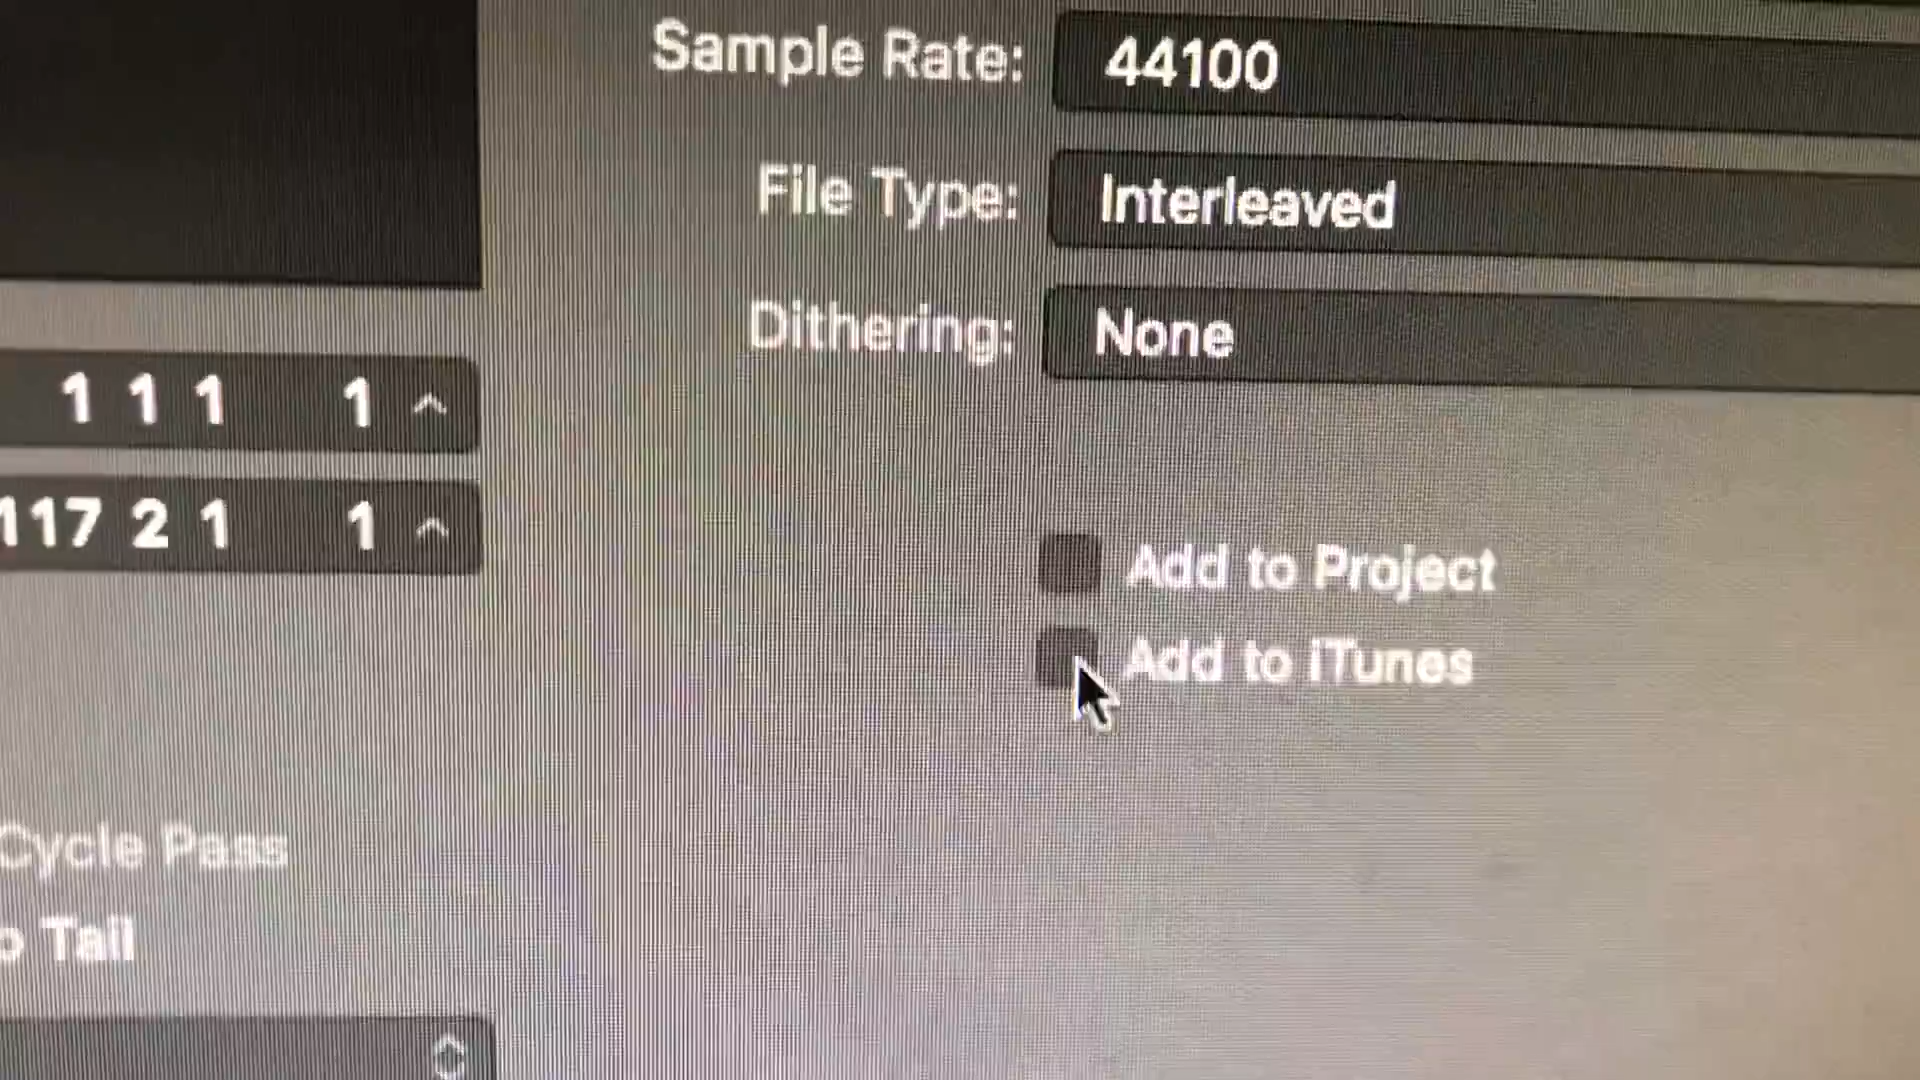 Sample Rate: 44100
File Type: Interleaved
Dithering: None
1 1 1 1
117 2 1 1
Add to Project
Add to iTunes
Cycle Pass
Tail